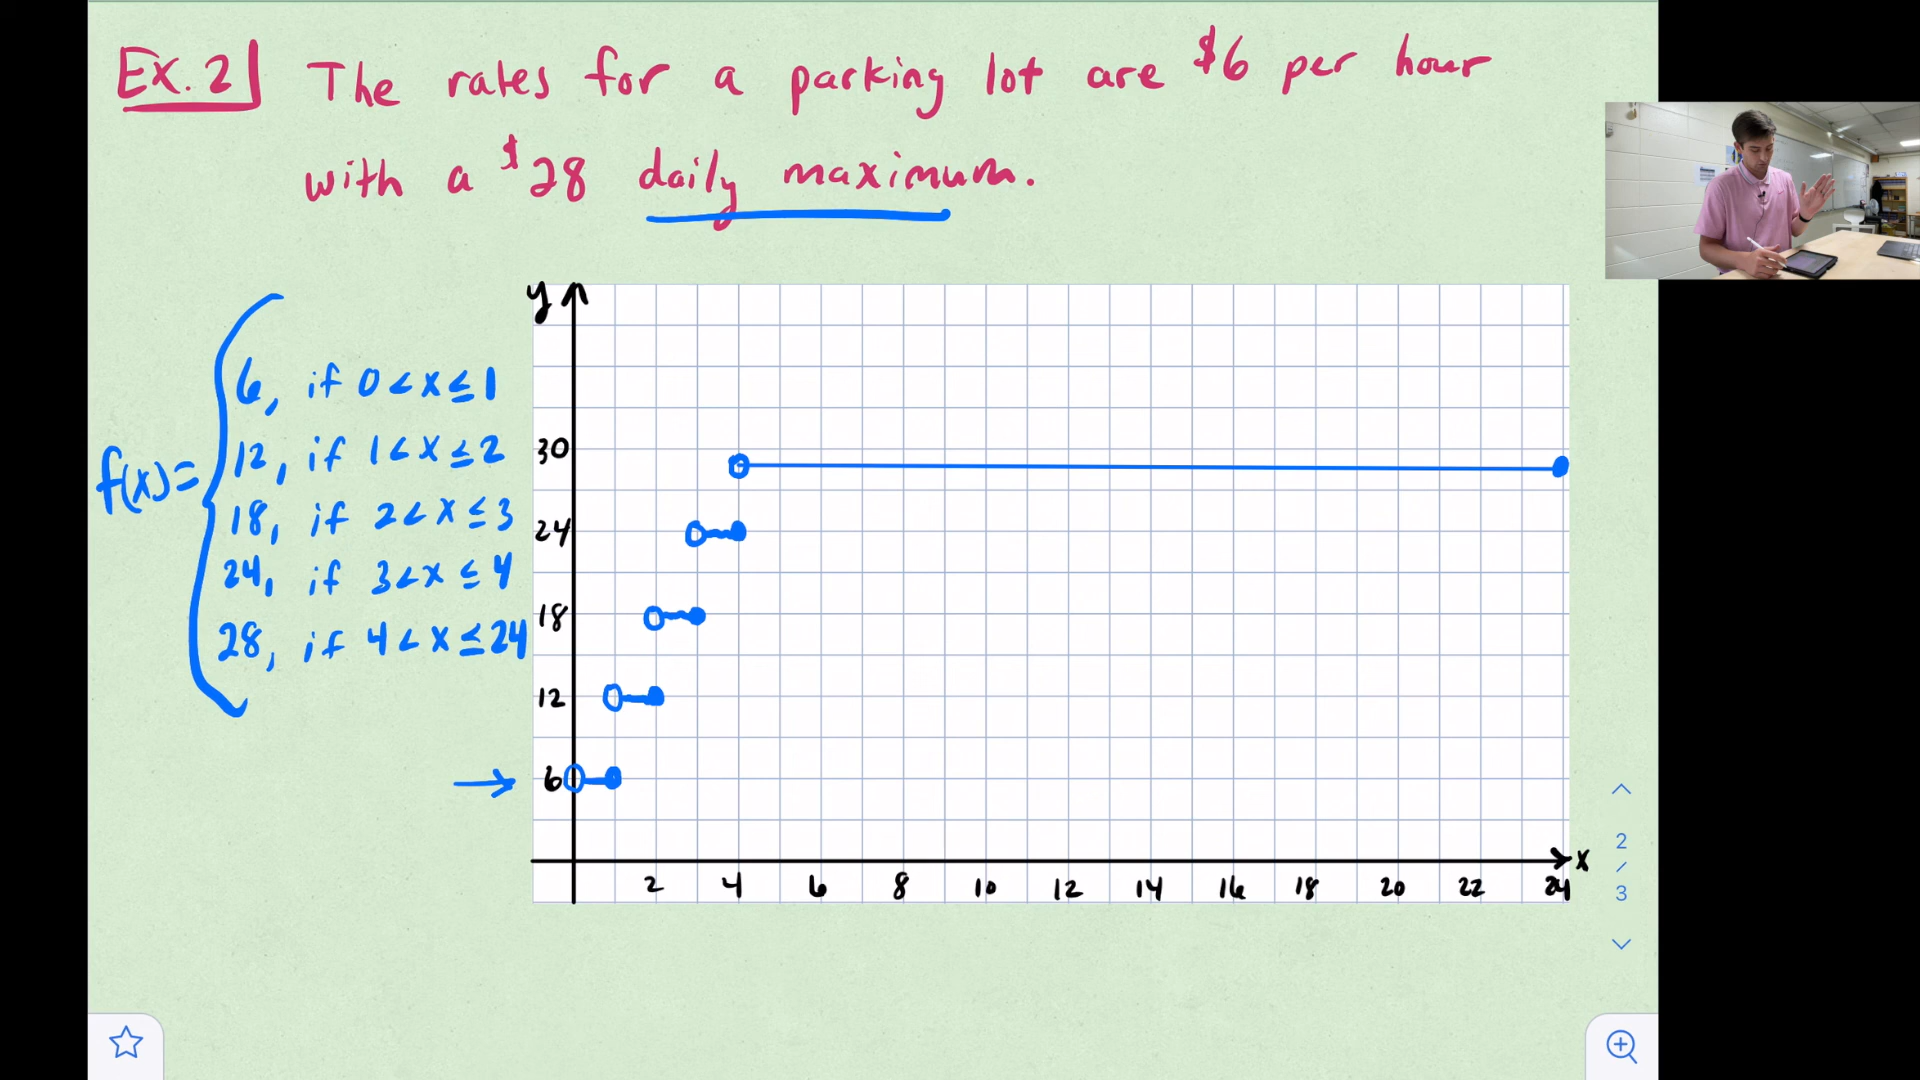 Ex. 2 The rates for a parking lot are $6 per hour
with a $28 daily maximum.
f(x)=
6, if 0<x≤1
12, if 1<x≤2
18, if 2<x≤3
24, if 3<x≤4
28, if 4<x≤24
y
30
24
18
12
6
x
2 4 6 8 10 12 14 16 18 20 22 24
2
/
3